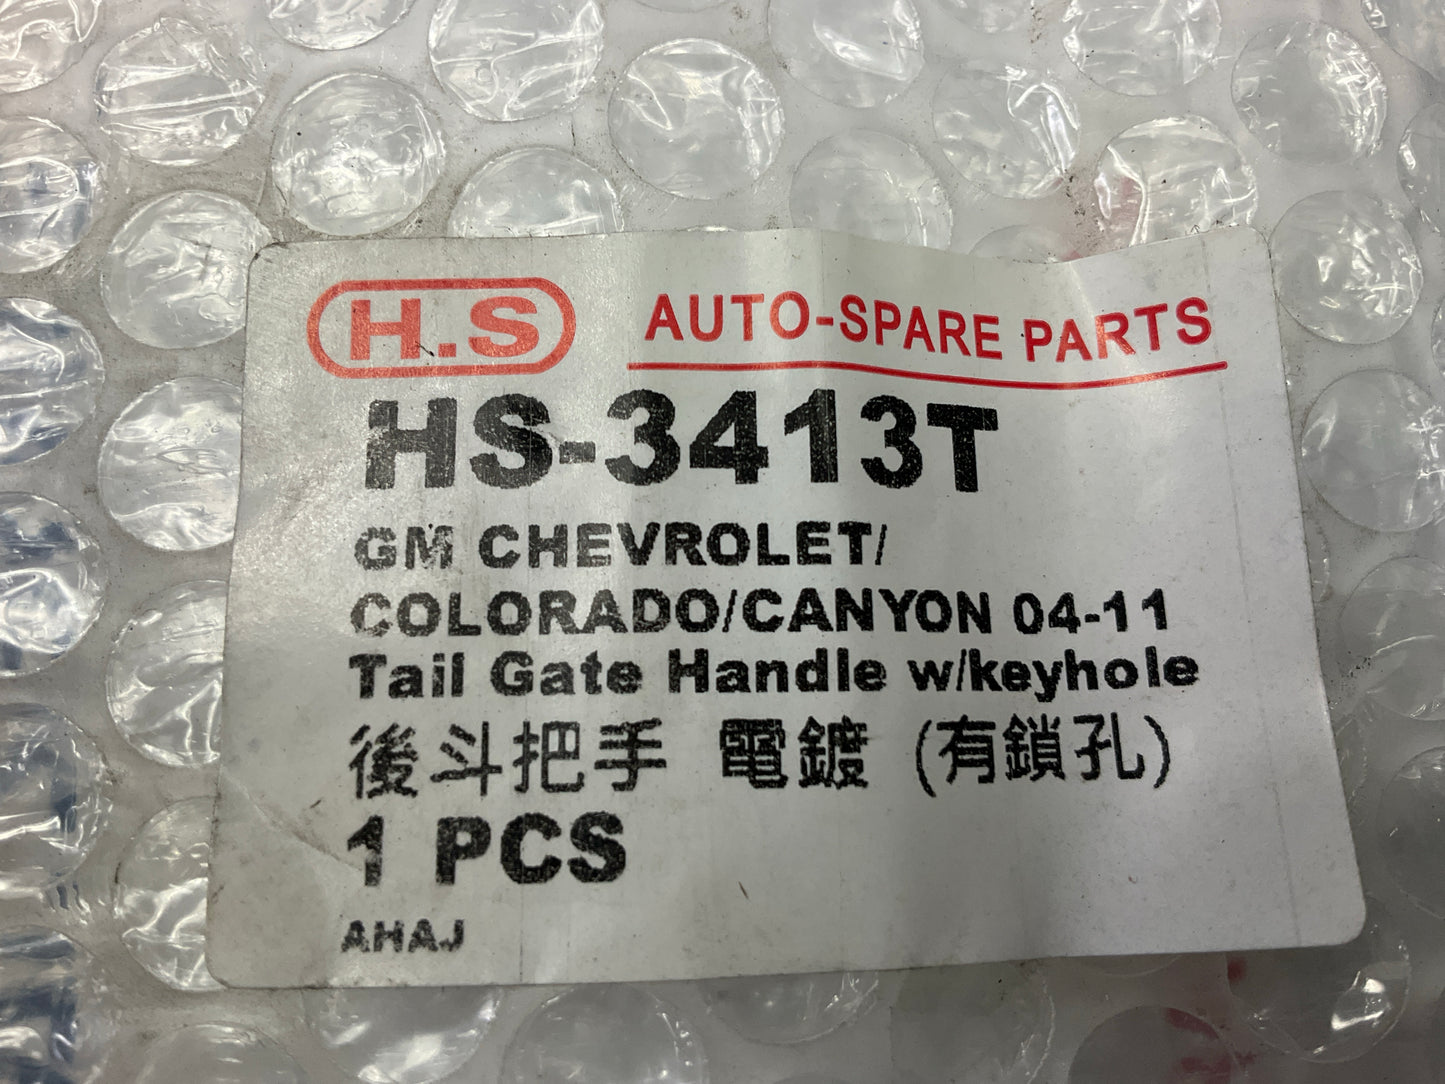 H.S AUTO-SPARE PARTS
HS-3413T
GM CHEVROLET/
COLORADO/CANYON 04-11
Tail Gate Handle w/keyhole
後斗把手 電鍍 (有鎖孔)
1 PCS
AHAJ